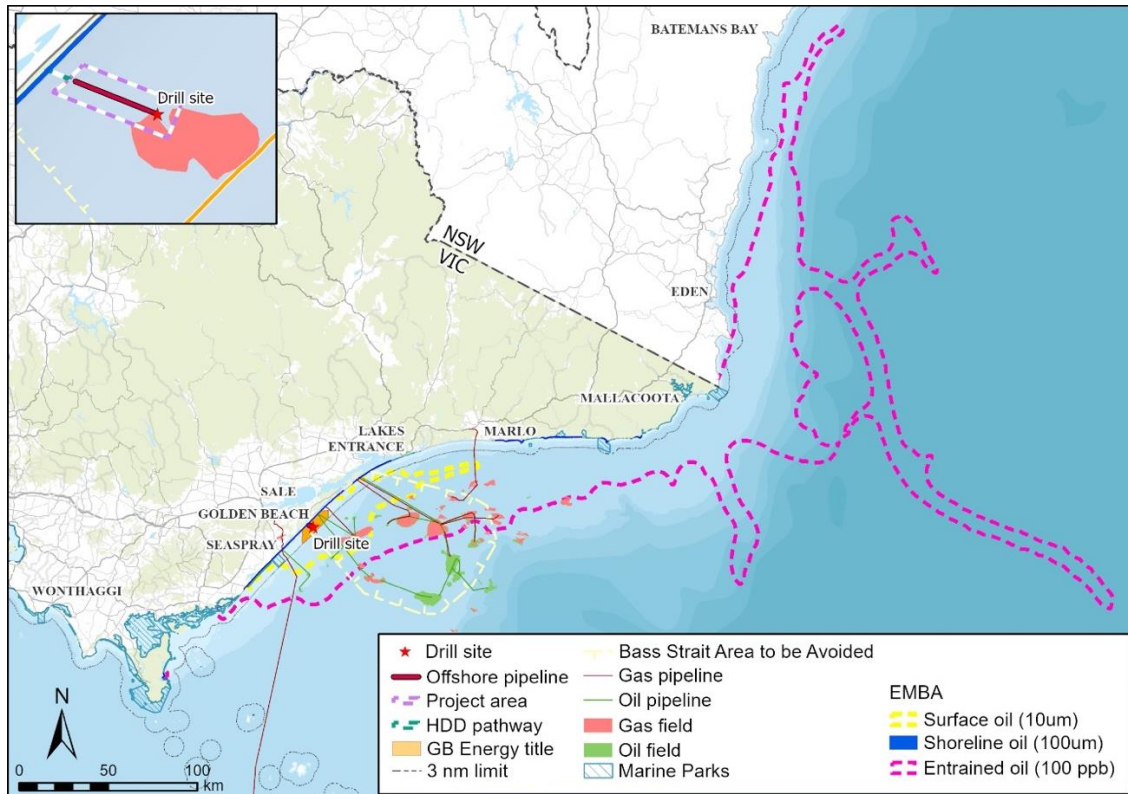 Drill site
BATEMANS BAY
NSW
VIC
EDEN
MALLACOOTA
LAKES
ENTRANCE
MARLO
SALE
GOLDEN BEACH
Drill site
SEASPRAY
WONTHAGGI
N
0 50 100
km
Drill site
Offshore pipeline
Project area
HDD pathway
GB Energy title
3 nm limit
Bass Strait Area to be Avoided
Gas pipeline
Oil pipeline
Gas field
Oil field
Marine Parks
EMBA
Surface oil (10um)
Shoreline oil (100um)
Entrained oil (100 ppb)